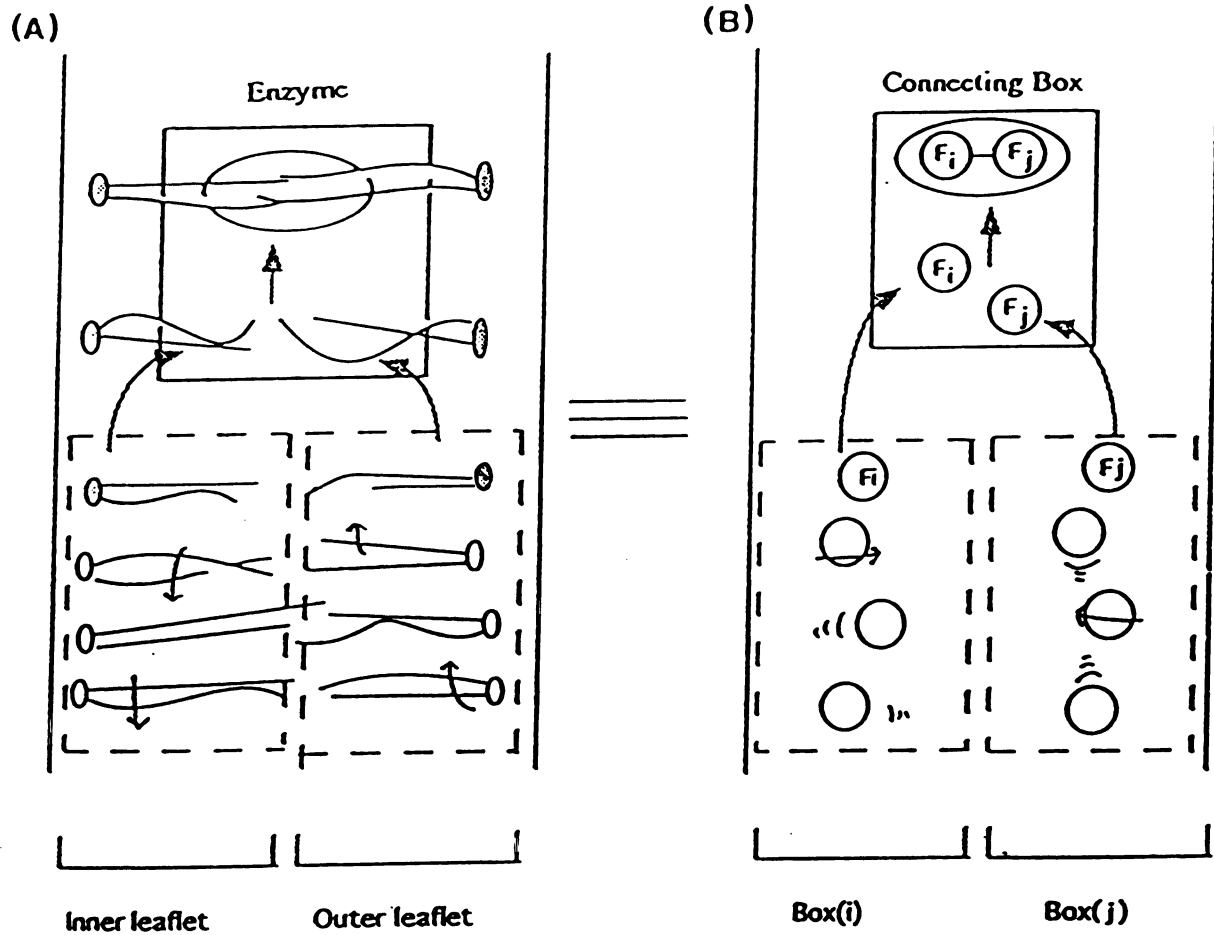 (A)
Enzyme
Inner leaflet
Outer leaflet
(B)
Connecting Box
Fi
Fj
Fi
Fj
Fi
Fj
Box(i)
Box(j)